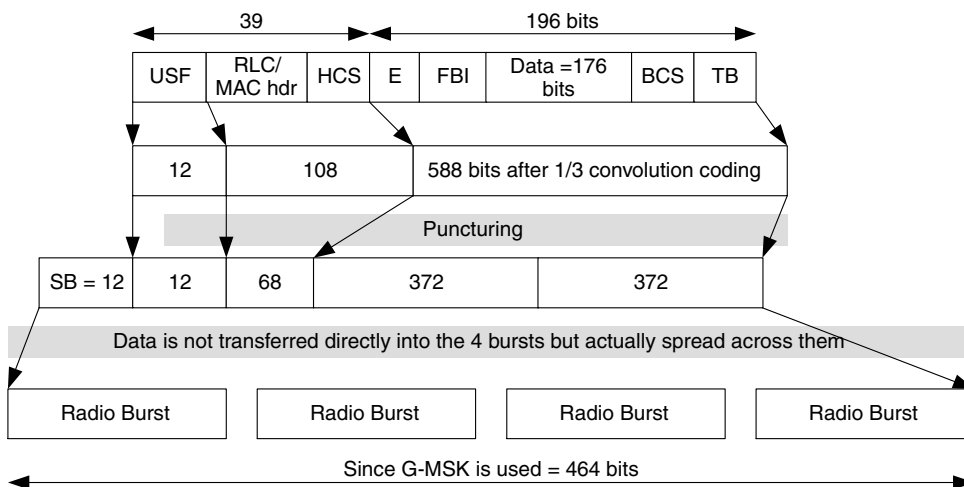 39
196 bits
USF
RLC/
MAC hdr
HCS
E
FBI
Data =176
bits
BCS
TB
12
108
588 bits after 1/3 convolution coding
Puncturing
SB = 12
12
68
372
372
Data is not transferred directly into the 4 bursts but actually spread across them
Radio Burst
Radio Burst
Radio Burst
Radio Burst
Since G-MSK is used = 464 bits